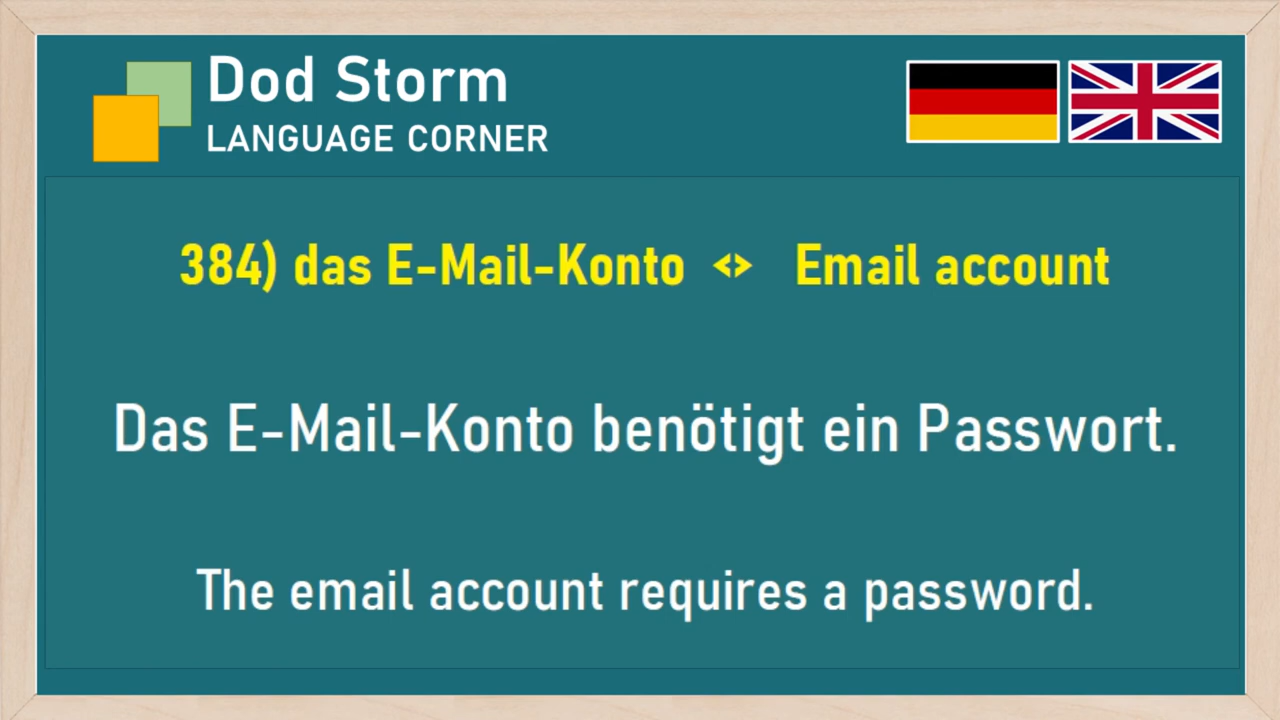 Dod Storm
LANGUAGE CORNER
384) das E-Mail-Konto <> Email account
Das E-Mail-Konto benötigt ein Passwort.
The email account requires a password.